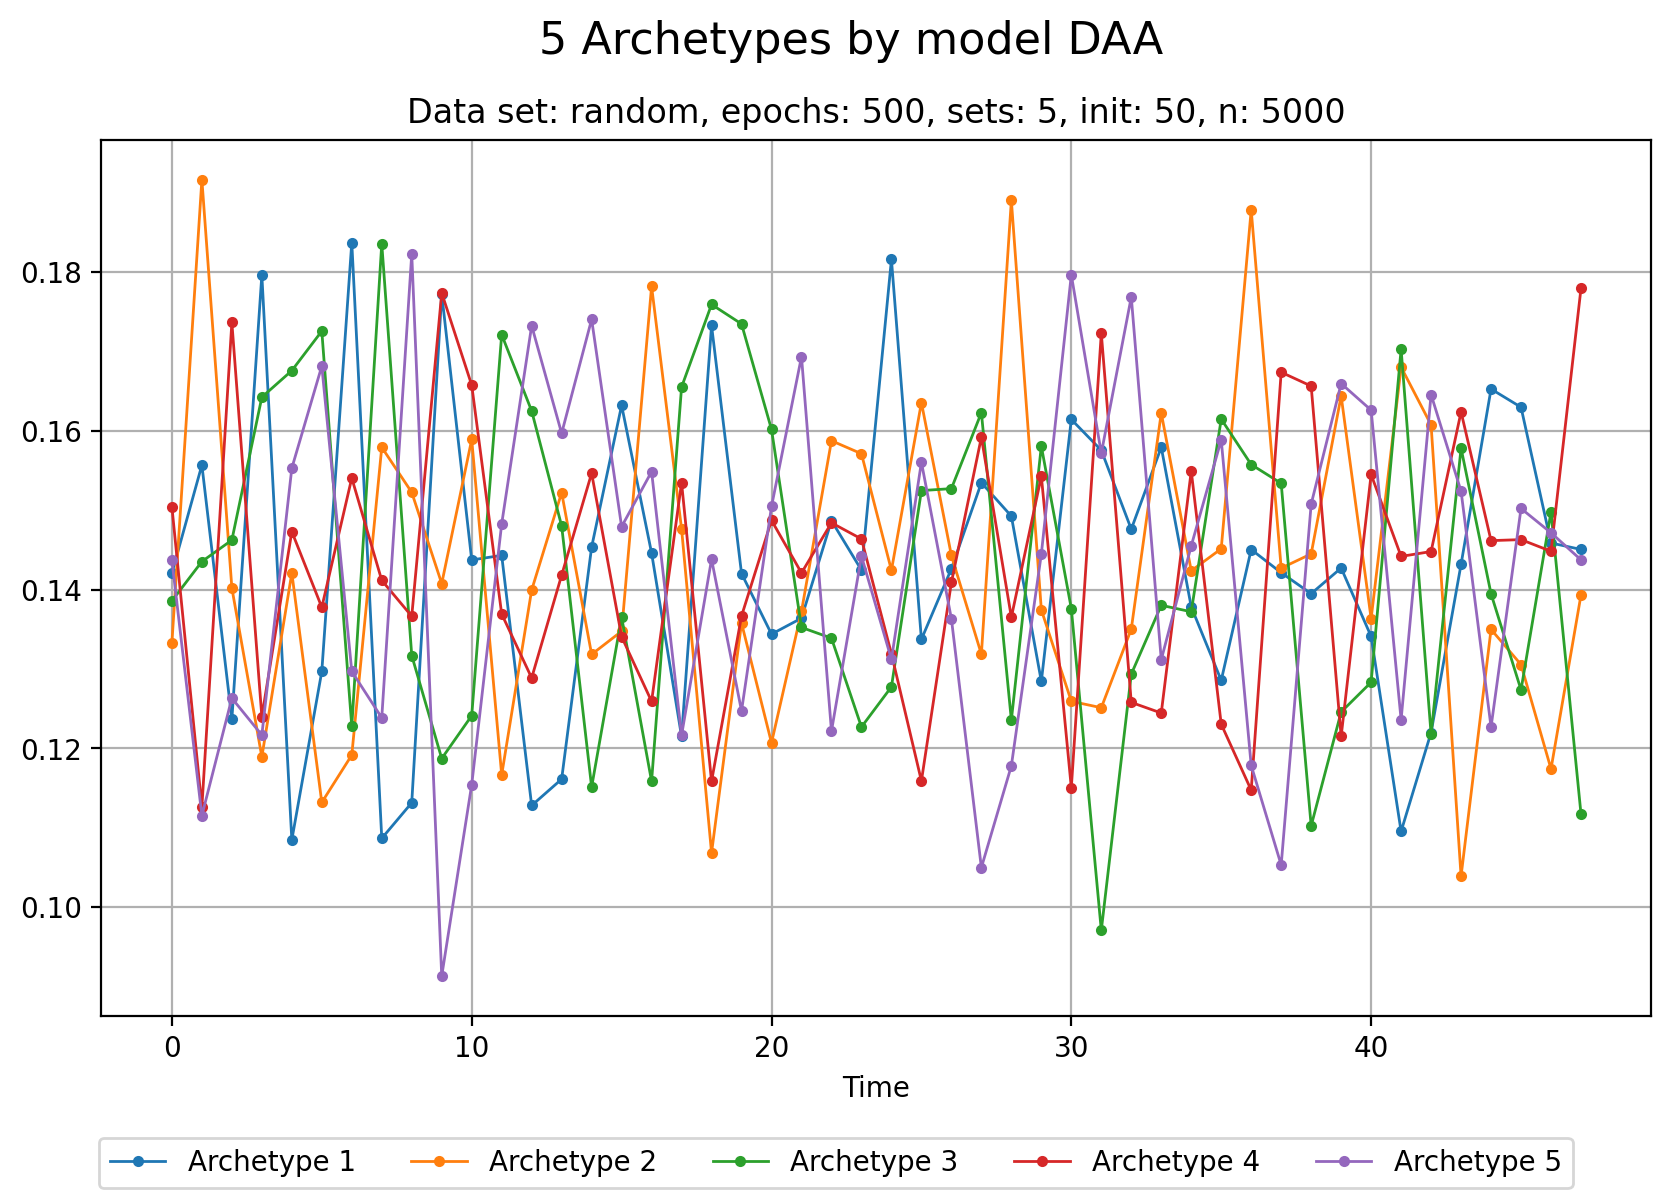 5 Archetypes by model DAA
Data set: random, epochs: 500, sets: 5, init: 50, n: 5000
0.18
0.16
0.14
0.12
0.10
0 10 20 30 40
Time
Archetype 1 Archetype 2 Archetype 3 Archetype 4 Archetype 5